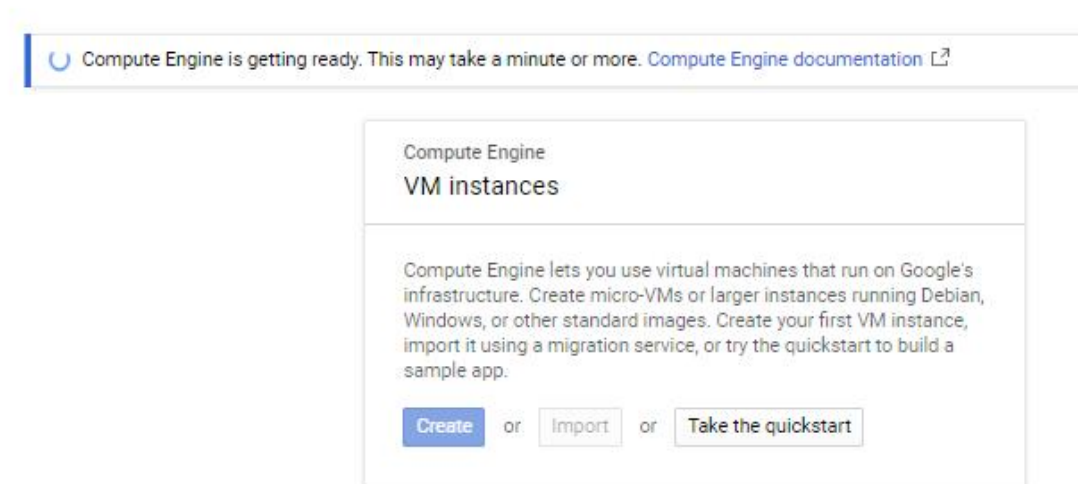 Compute Engine is getting ready. This may take a minute or more. Compute Engine documentation
Compute Engine
VM instances
Compute Engine lets you use virtual machines that run on Google's
infrastructure. Create micro-VMs or larger instances running Debian,
Windows, or other standard images. Create your first VM instance,
import it using a migration service, or try the quickstart to build a
sample app.
Create or Import or Take the quickstart